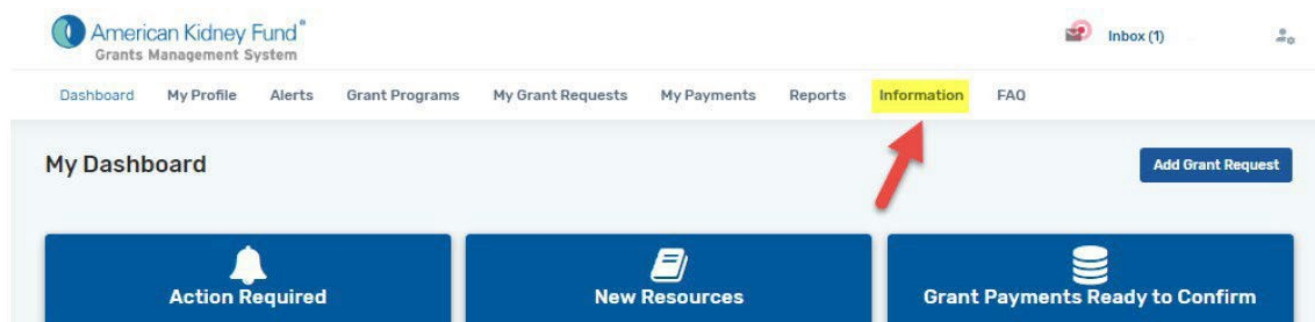 American Kidney Fund®
Grants Management System
Inbox (1)
Dashboard My Profile Alerts Grant Programs My Grant Requests My Payments Reports Information FAQ
My Dashboard
Add Grant Request
Action Required
New Resources
Grant Payments Ready to Confirm